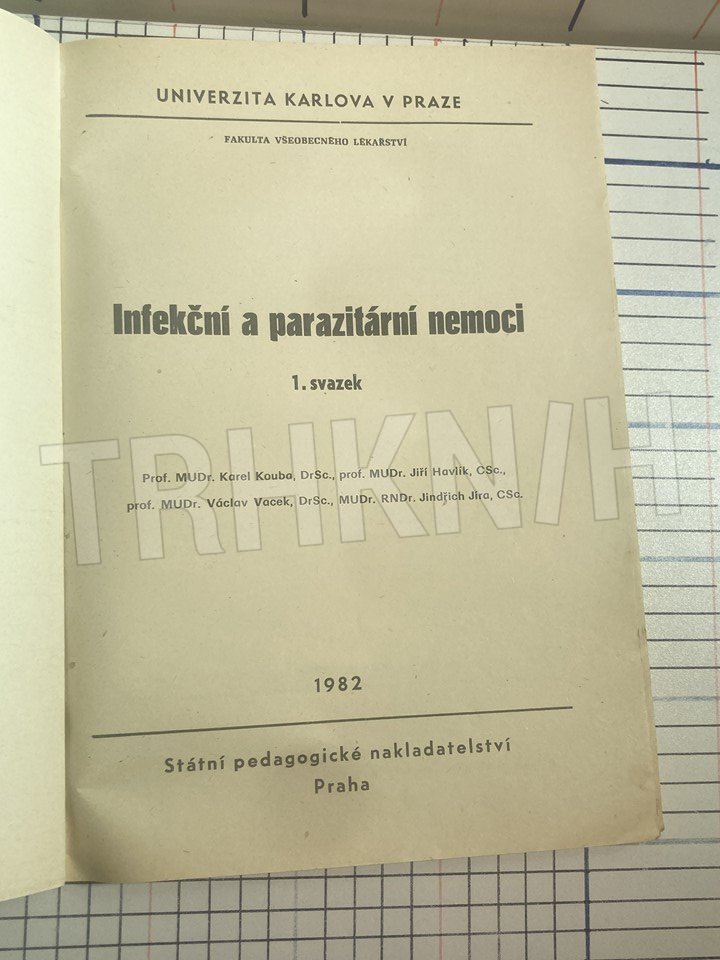 UNIVERZITA KARLOVA V PRAZE
FAKULTA VŠEOBECNÉHO LÉKAŘSTVÍ
Infekční a parazitární nemoci
1. svazek
TRHKN/H
Prof. MUDr. Karel Kouba, DrSc., prof. MUDr. Jiří Havlík, CSc.,
prof. MUDr. Václav Vacek, DrSc., MUDr. RNDr. Jindřich Jíra, CSc.
1982
Státní pedagogické nakladatelství
Praha